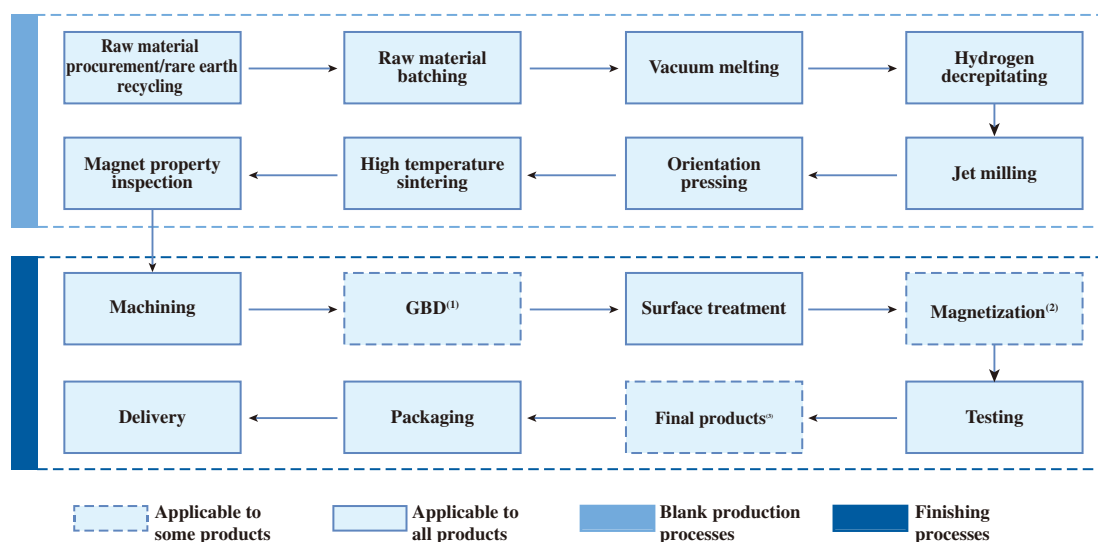 Raw material
procurement/rare earth
recycling
Raw material
batching
Vacuum melting
Hydrogen
decrepitating
Magnet property
inspection
High temperature
sintering
Orientation
pressing
Jet milling
Machining
GBD(1)
Surface treatment
Magnetization(2)
Delivery
Packaging
Final products(3)
Testing
Applicable to
some products
Applicable to
all products
Blank production
processes
Finishing
processes